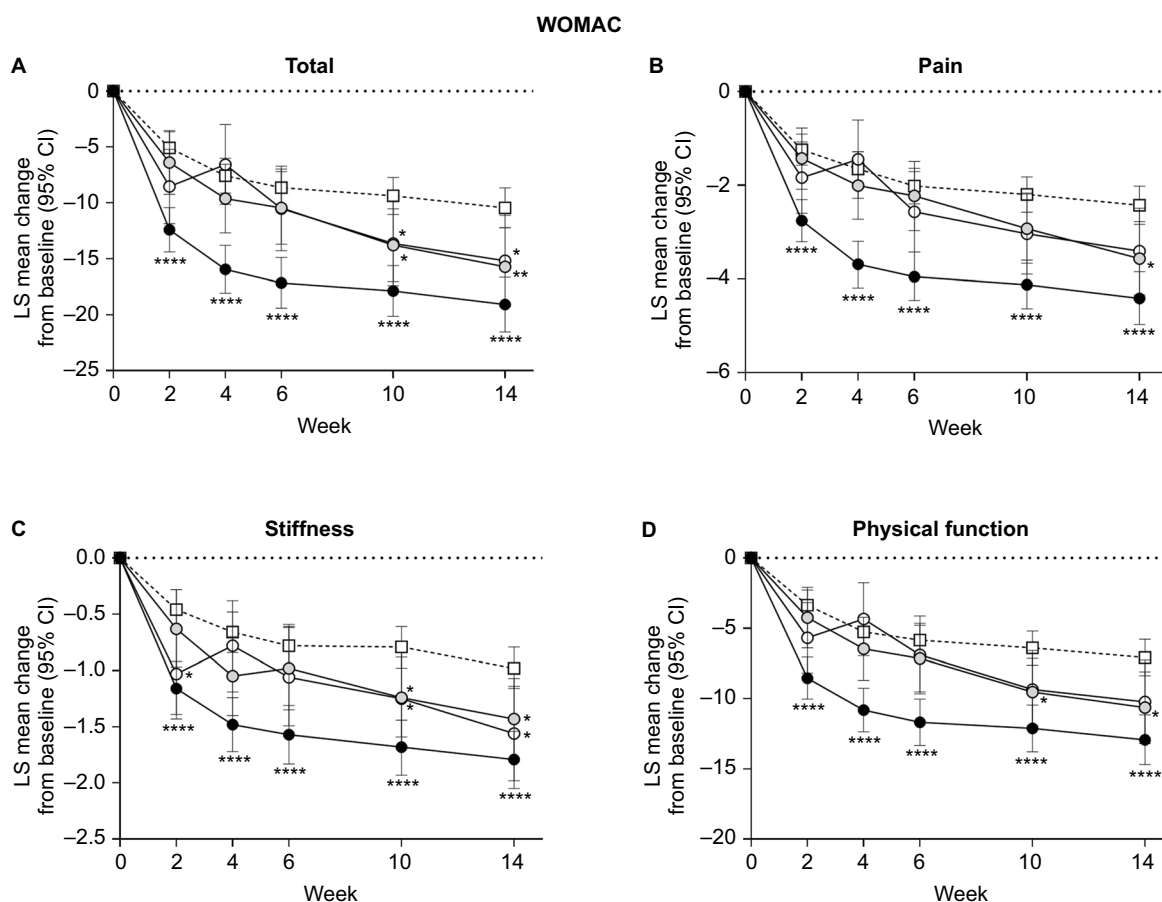 WOMAC
A
Total
LS mean change
from baseline (95% CI)
0
–5
–10
–15
–20
–25
****
****
****
*
*
****
*
**
****
0 2 4 6 10 14
Week
B
Pain
LS mean change
from baseline (95% CI)
0
–2
–4
–6
****
****
****
****
*
****
0 2 4 6 10 14
Week
C
Stiffness
LS mean change
from baseline (95% CI)
0.0
–0.5
–1.0
–1.5
–2.0
–2.5
*
****
****
****
*
*
****
*
*
****
0 2 4 6 10 14
Week
D
Physical function
LS mean change
from baseline (95% CI)
0
–5
–10
–15
–20
****
****
****
*
****
*
****
0 2 4 6 10 14
Week